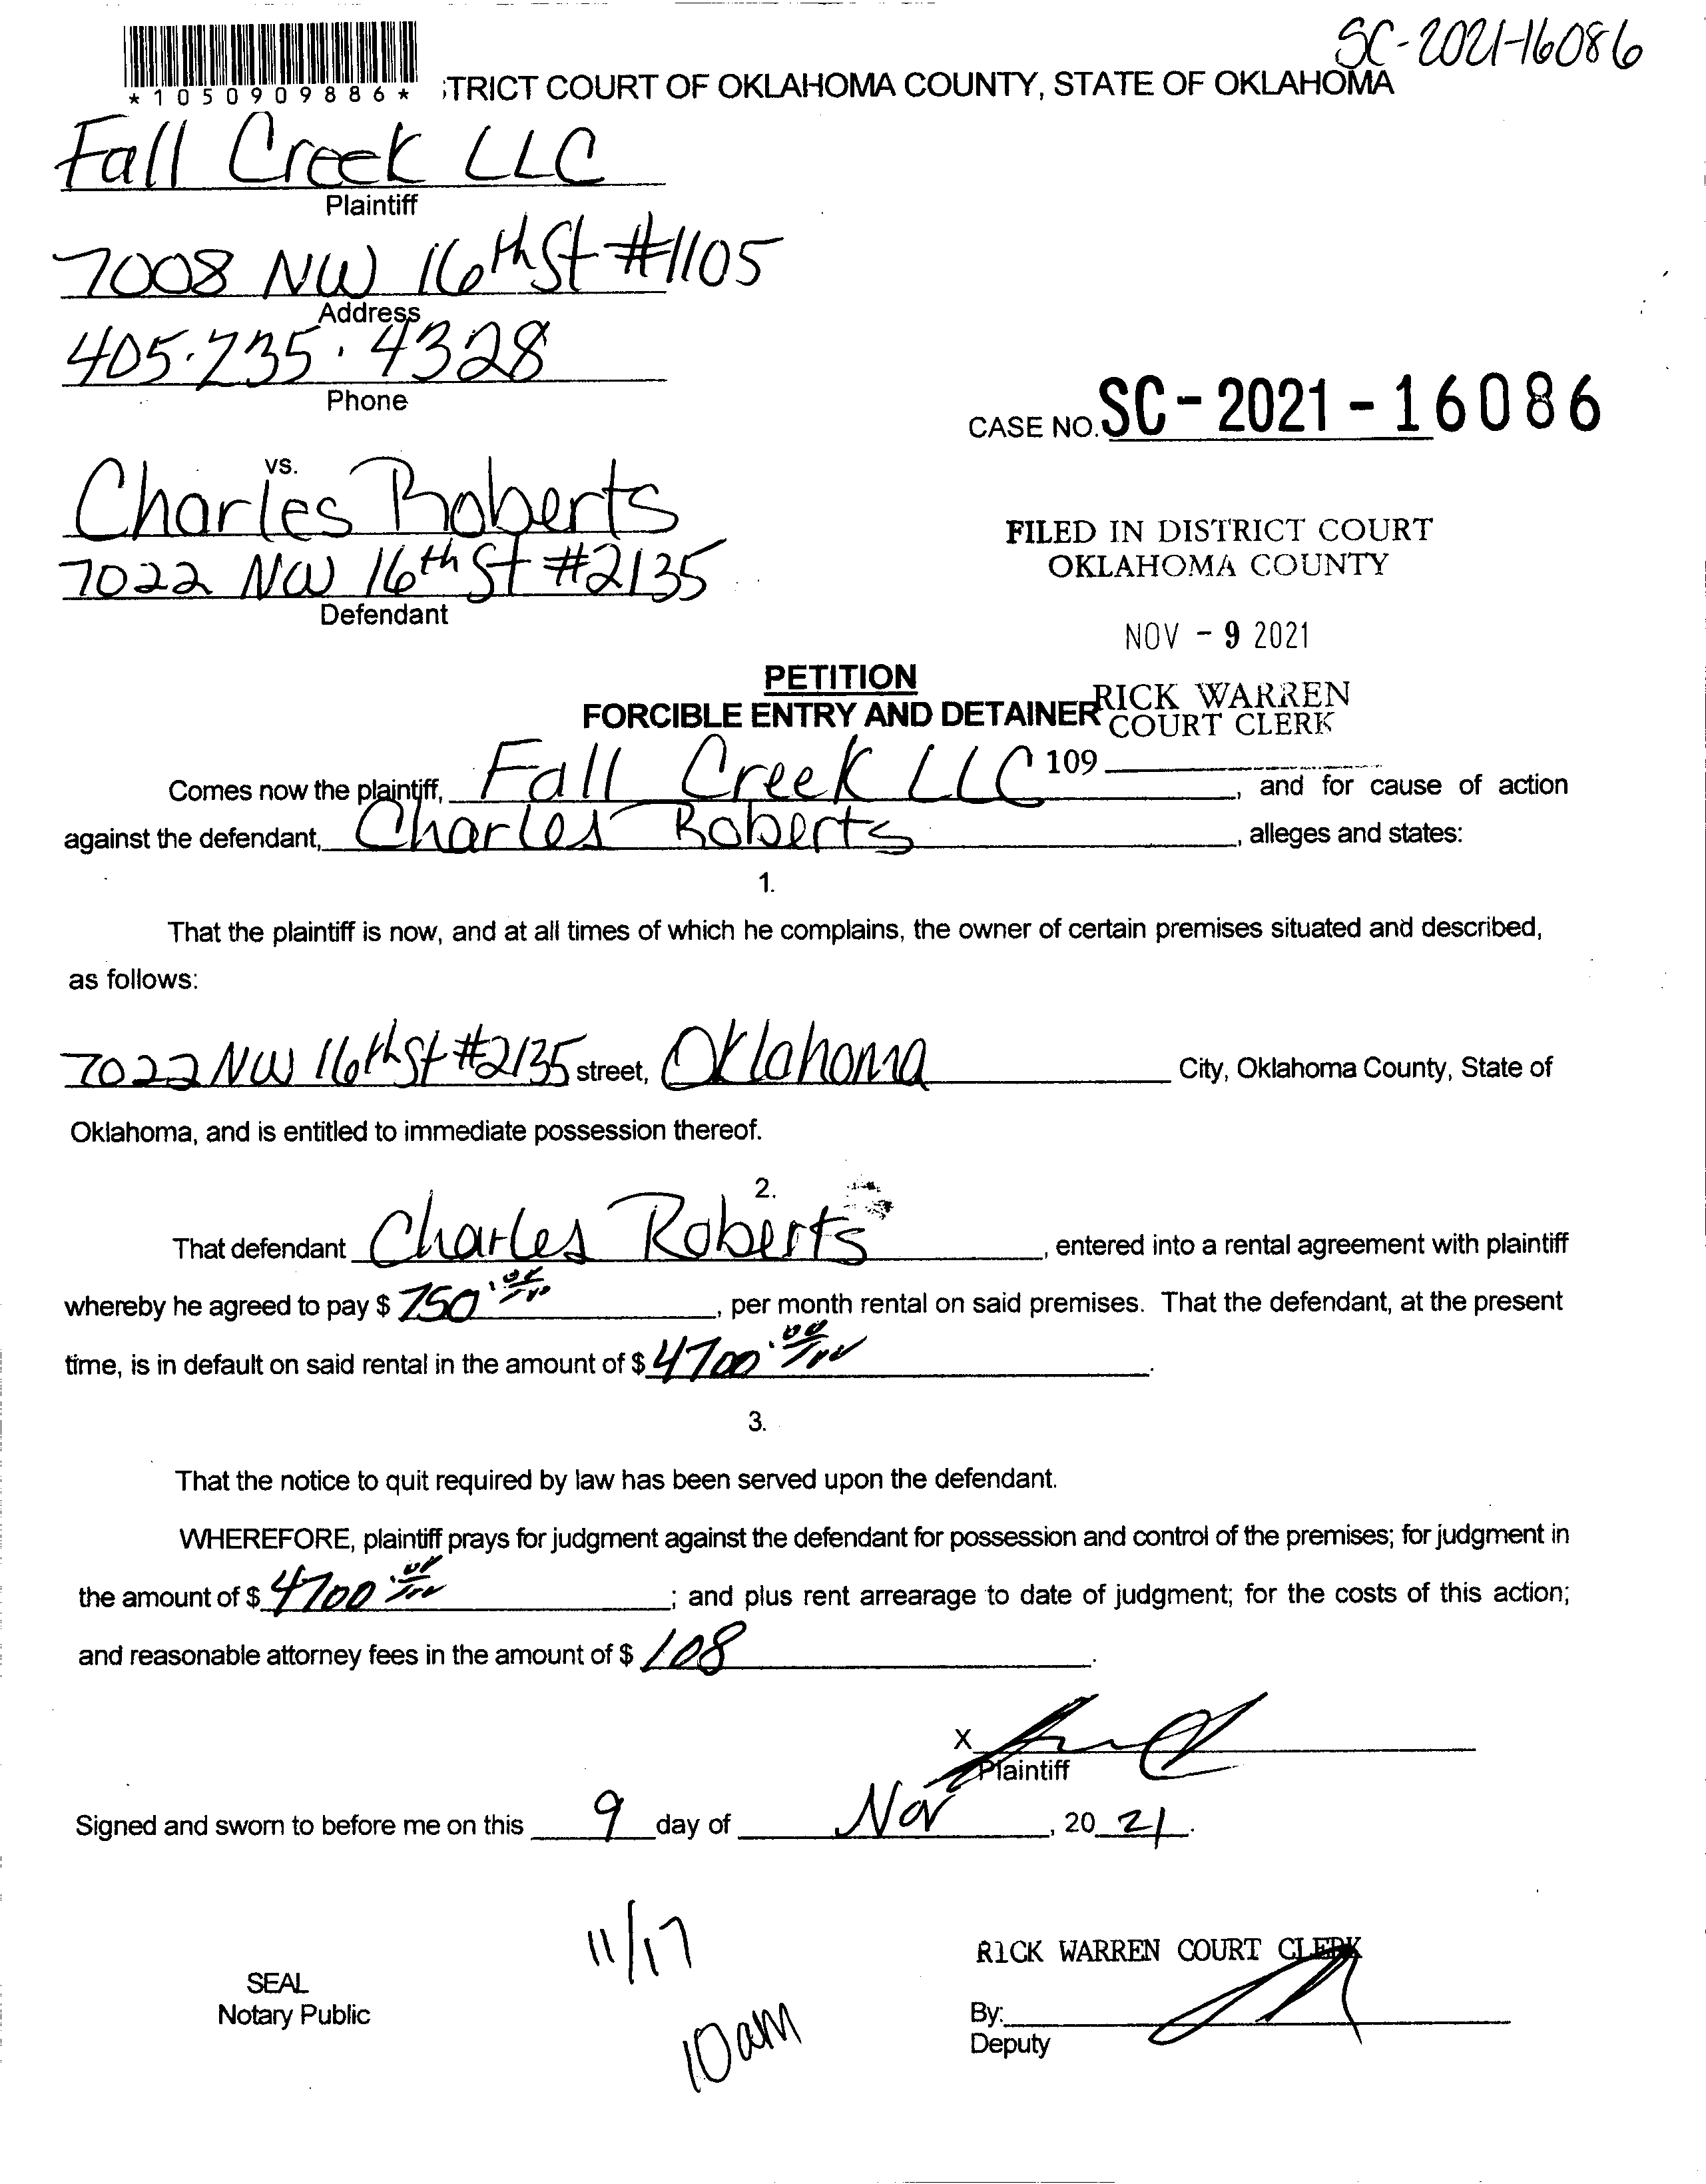 SC-2021-16086
*1050909886*
TRICT COURT OF OKLAHOMA COUNTY, STATE OF OKLAHOMA
Fall Creek LLC
Plaintiff
7008 NW 16th St #1105
Address
405.735.4328
Phone
CASE NO. SC-2021-16086
vs.
Charles Roberts
7022 NW 16th St #2135
Defendant
FILED IN DISTRICT COURT
OKLAHOMA COUNTY
NOV - 9 2021
RICK WARREN
COURT CLERK
109
PETITION
FORCIBLE ENTRY AND DETAINER
Comes now the plaintiff, Fall Creek LLC, and for cause of action
against the defendant, Charles Roberts, alleges and states:
1.
That the plaintiff is now, and at all times of which he complains, the owner of certain premises situated and described,
as follows:
7022 NW 16th St #2135 street, Oklahoma City, Oklahoma County, State of
Oklahoma, and is entitled to immediate possession thereof.
2.
That defendant Charles Roberts, entered into a rental agreement with plaintiff
whereby he agreed to pay $ 750.00/100, per month rental on said premises. That the defendant, at the present
time, is in default on said rental in the amount of $ 4700.00/100.
3.
That the notice to quit required by law has been served upon the defendant.
WHEREFORE, plaintiff prays for judgment against the defendant for possession and control of the premises; for judgment in
the amount of $ 4700.00/100; and plus rent arrearage to date of judgment; for the costs of this action;
and reasonable attorney fees in the amount of $ 108.
X
Plaintiff
Signed and sworn to before me on this 9 day of Nov, 20 21.
11/17
10am
SEAL
Notary Public
RICK WARREN COURT CLERK
By:
Deputy